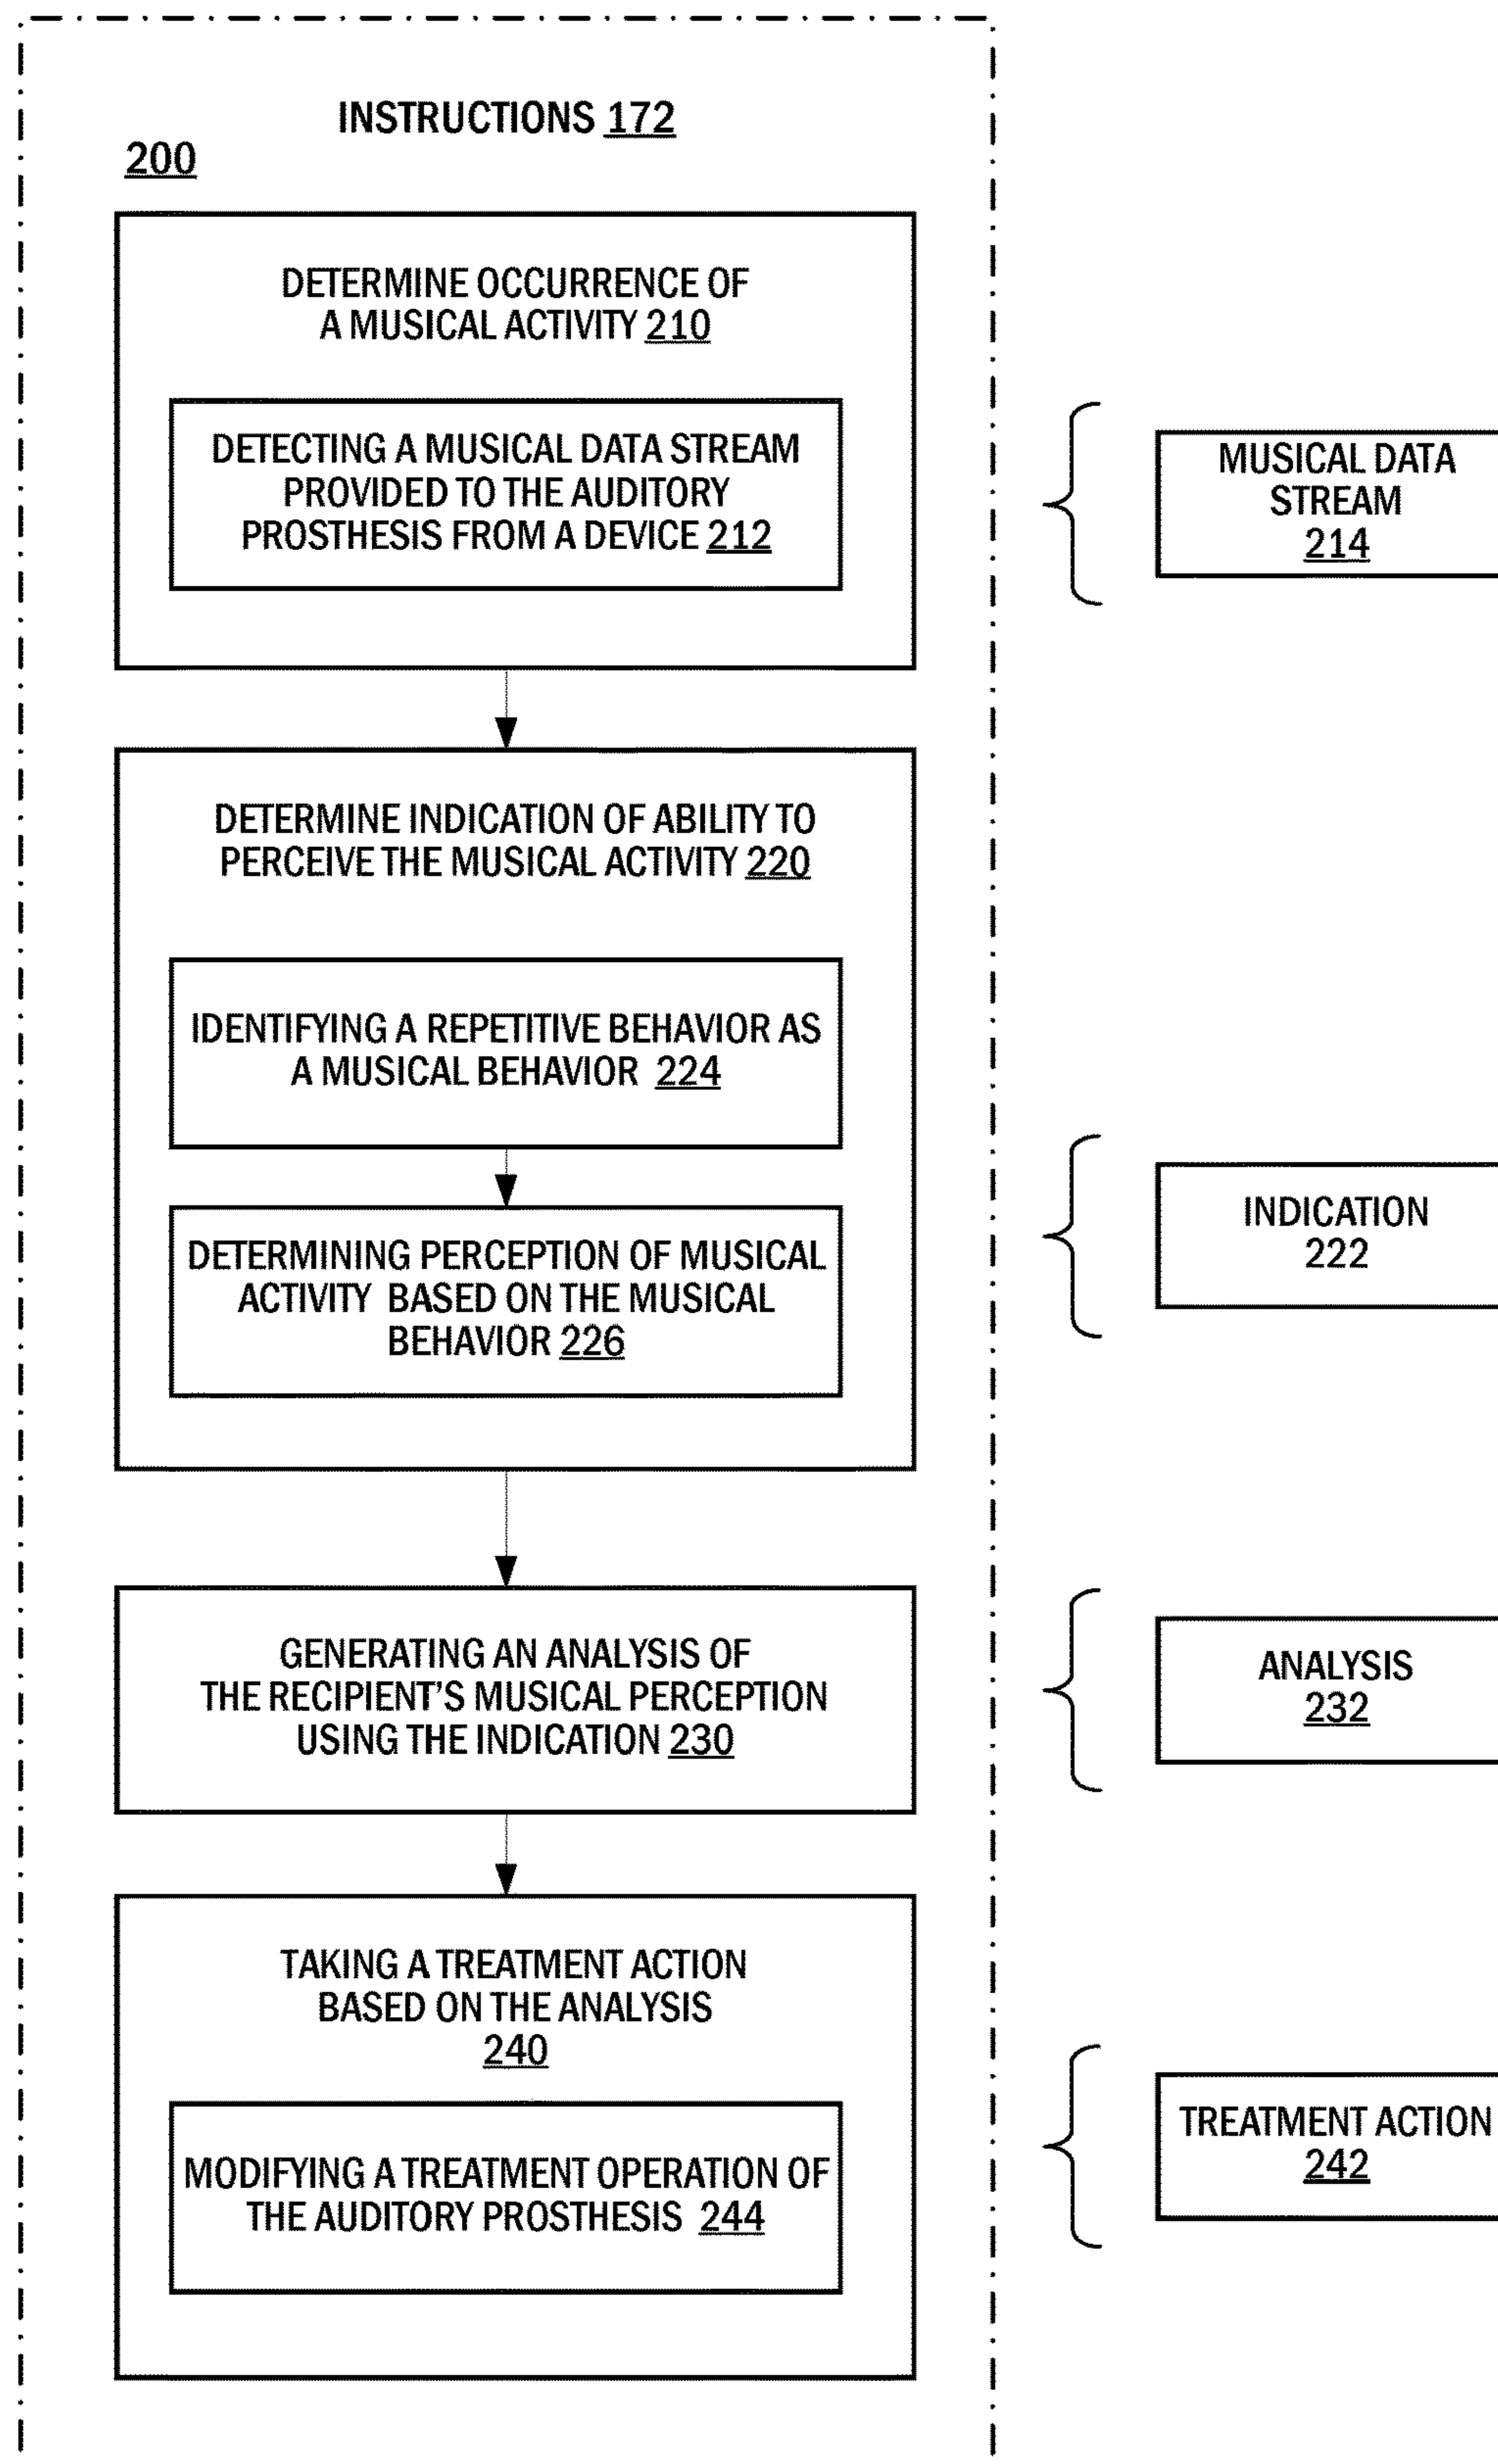 INSTRUCTIONS 172
200
DETERMINE OCCURRENCE OF
A MUSICAL ACTIVITY 210
DETECTING A MUSICAL DATA STREAM
PROVIDED TO THE AUDITORY
PROSTHESIS FROM A DEVICE 212
MUSICAL DATA
STREAM
214
DETERMINE INDICATION OF ABILITY TO
PERCEIVE THE MUSICAL ACTIVITY 220
IDENTIFYING A REPETITIVE BEHAVIOR AS
A MUSICAL BEHAVIOR 224
DETERMINING PERCEPTION OF MUSICAL
ACTIVITY BASED ON THE MUSICAL
BEHAVIOR 226
INDICATION
222
GENERATING AN ANALYSIS OF
THE RECIPIENT'S MUSICAL PERCEPTION
USING THE INDICATION 230
ANALYSIS
232
TAKING A TREATMENT ACTION
BASED ON THE ANALYSIS
240
MODIFYING A TREATMENT OPERATION OF
THE AUDITORY PROSTHESIS 244
TREATMENT ACTION
242